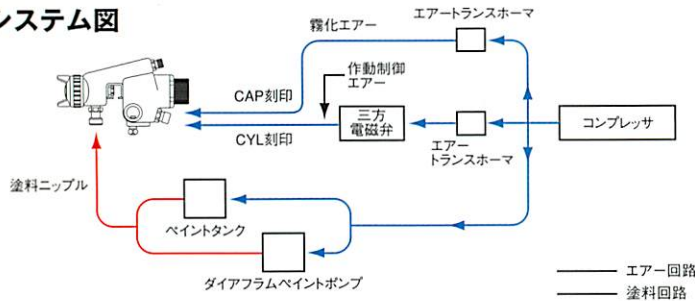 システム図
エアートランスホーマ
霧化エアー
作動制御
エアー
CAP刻印
三方
電磁弁
コンプレッサ
CYL刻印
エアー
トランスホーマ
塗料ニップル
ペイントタンク
ダイアフラムペイントポンプ
エアー回路
塗料回路